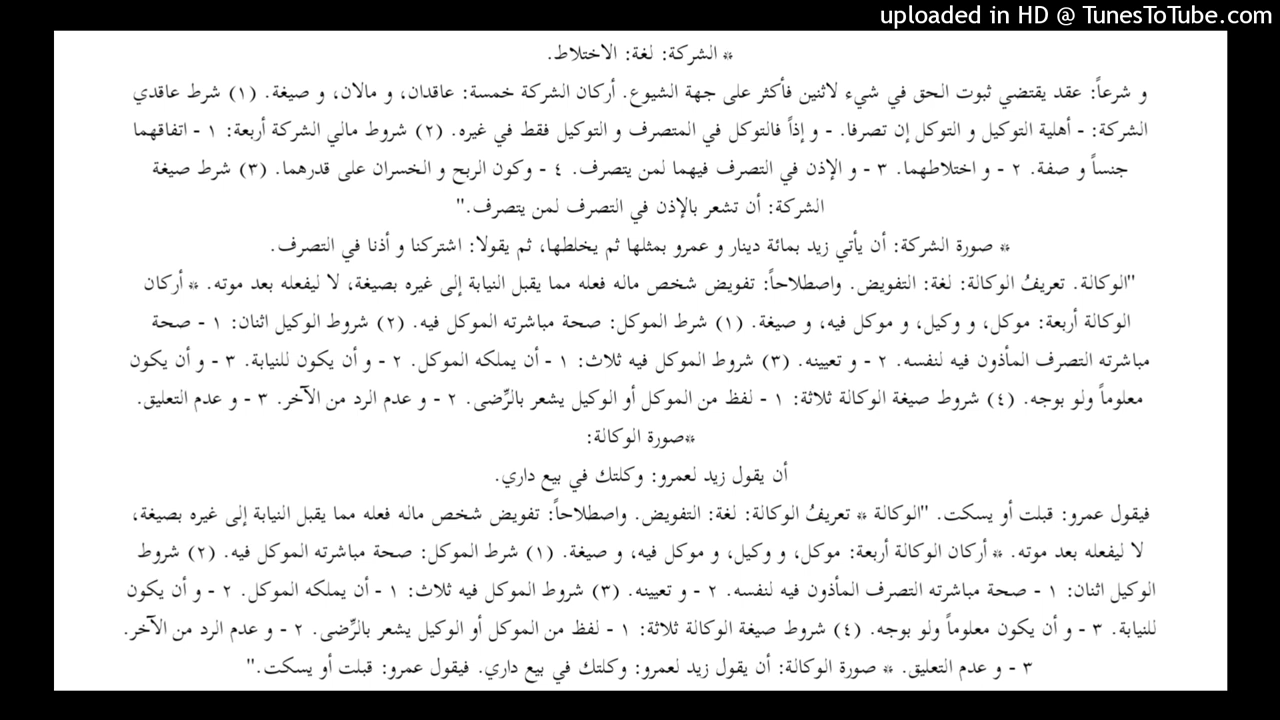 uploaded in HD @ TunesToTube.com
* الشركة: لغة: الاختلاط.
و شرعاً: عقد يقتضي ثبوت الحق في شيء لاثنين فأكثر على جهة الشيوع. أركان الشركة خمسة: عاقدان، و مالان، و صيغة. (١) شرط عاقدي
الشركة: - أهلية التوكيل و التوكل إن تصرفا. - و إذاً فالتوكل في المتصرف و التوكيل فقط في غيره. (٢) شروط مالي الشركة أربعة: ١ - اتفاقهما
جنساً و صفة. ٢ - و اختلاطهما. ٣ - و الإذن في التصرف فيهما لمن يتصرف. ٤ - وكون الربح و الخسران على قدرهما. (٣) شرط صيغة
الشركة: أن تشعر بالإذن في التصرف لمن يتصرف."
* صورة الشركة: أن يأتي زيد بمائة دينار و عمرو بمثلها ثم يخلطها، ثم يقولا: اشتركنا و أذنا في التصرف.
"الوكالة. تعريفُ الوكالة: لغة: التفويض. واصطلاحاً: تفويض شخص ماله فعله مما يقبل النيابة إلى غيره بصيغة، لا ليفعله بعد موته. * أركان
الوكالة أربعة: موكل، و وكيل، و موكل فيه، و صيغة. (١) شرط الموكل: صحة مباشرته الموكل فيه. (٢) شروط الوكيل اثنان: ١ - صحة
مباشرته التصرف المأذون فيه لنفسه. ٢ - و تعيينه. (٣) شروط الموكل فيه ثلاث: ١ - أن يملكه الموكل. ٢ - و أن يكون للنيابة. ٣ - و أن يكون
معلوماً ولو بوجه. (٤) شروط صيغة الوكالة ثلاثة: ١ - لفظ من الموكل أو الوكيل يشعر بالرِّضى. ٢ - و عدم الرد من الآخر. ٣ - و عدم التعليق.
*صورة الوكالة:
أن يقول زيد لعمرو: وكلتك في بيع داري.
فيقول عمرو: قبلت أو يسكت. "الوكالة * تعريفُ الوكالة: لغة: التفويض. واصطلاحاً: تفويض شخص ماله فعله مما يقبل النيابة إلى غيره بصيغة،
لا ليفعله بعد موته. * أركان الوكالة أربعة: موكل، و وكيل، و موكل فيه، و صيغة. (١) شرط الموكل: صحة مباشرته الموكل فيه. (٢) شروط
الوكيل اثنان: ١ - صحة مباشرته التصرف المأذون فيه لنفسه. ٢ - و تعيينه. (٣) شروط الموكل فيه ثلاث: ١ - أن يملكه الموكل. ٢ - و أن يكون
للنيابة. ٣ - و أن يكون معلوماً ولو بوجه. (٤) شروط صيغة الوكالة ثلاثة: ١ - لفظ من الموكل أو الوكيل يشعر بالرِّضى. ٢ - و عدم الرد من الآخر.
٣ - و عدم التعليق. * صورة الوكالة: أن يقول زيد لعمرو: وكلتك في بيع داري. فيقول عمرو: قبلت أو يسكت."